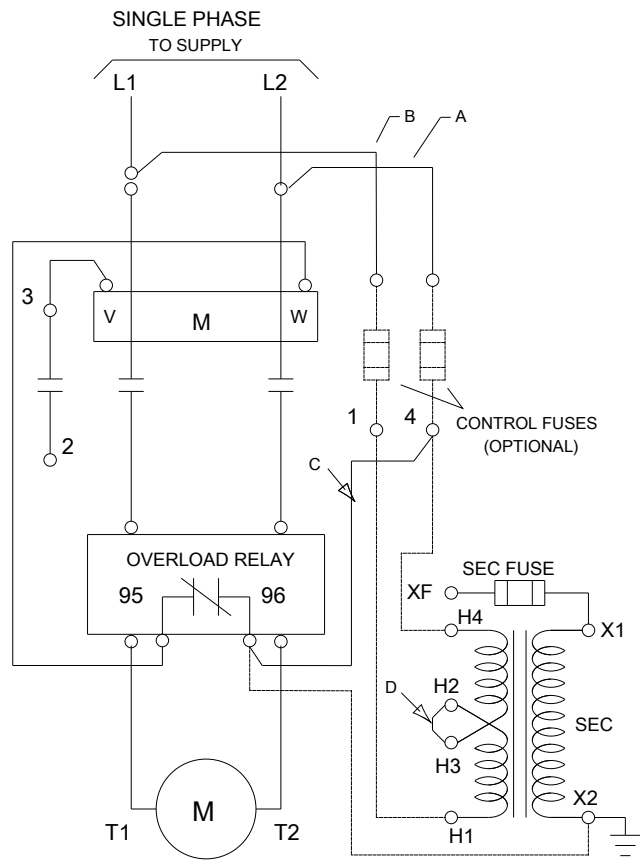 SINGLE PHASE
TO SUPPLY
L1 L2
B A
3
V M W
2
1 4
CONTROL FUSES
(OPTIONAL)
C
OVERLOAD RELAY
95 96
SEC FUSE
XF
H4 X1
D H2
SEC
H3
X2
H1
T1 M T2